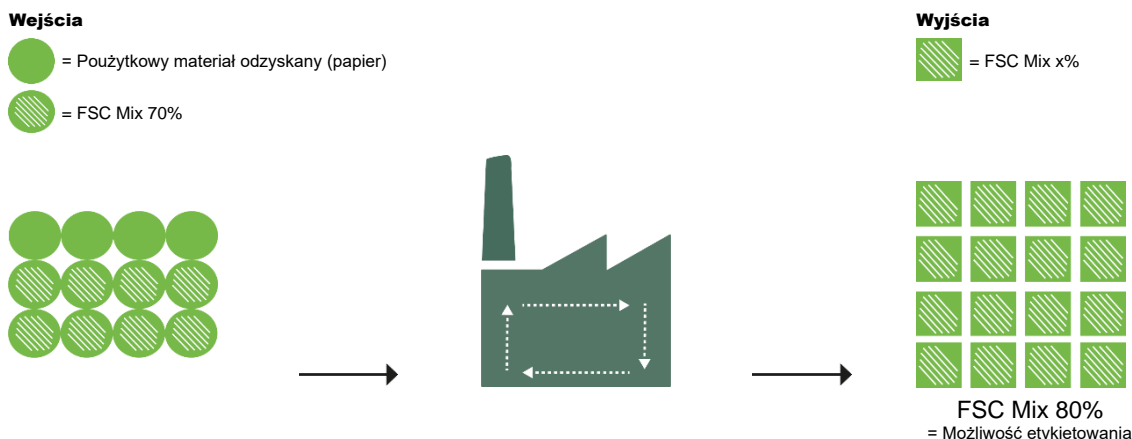 Wejścia
= Poużytkowy materiał odzyskany (papier)
= FSC Mix 70%
Wyjścia
= FSC Mix x%
FSC Mix 80%
= Możliwość etykietowania